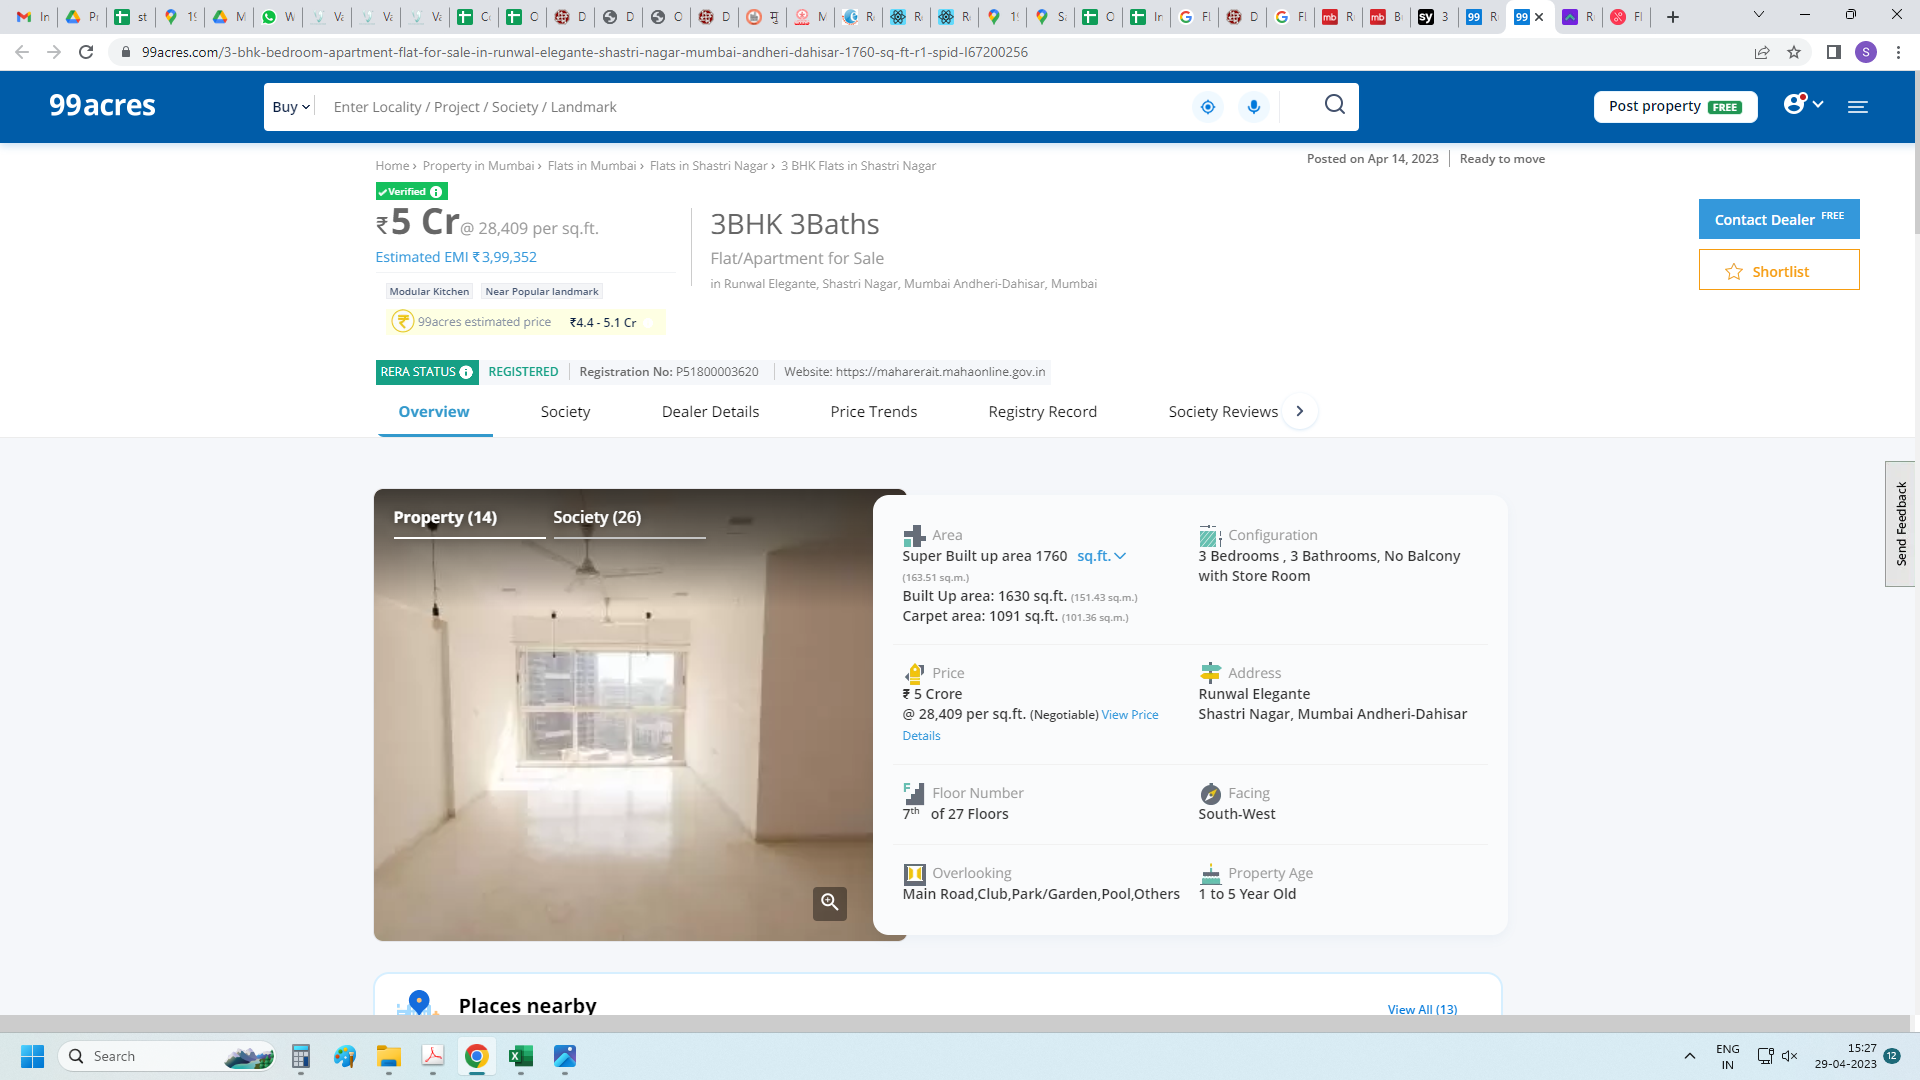 99acres.com/3-bhk-bedroom-apartment-flat-for-sale-in-runwal-elegante-shastri-nagar-mumbai-andheri-dahisar-1760-sq-ft-r1-spid-I67200256
S
99acres
Buy
Enter Locality / Project / Society / Landmark
Post property FREE
Home › Property in Mumbai › Flats in Mumbai › Flats in Shastri Nagar › 3 BHK Flats in Shastri Nagar
Posted on Apr 14, 2023 | Ready to move
Verified
₹5 Cr @ 28,409 per sq.ft.
Estimated EMI ₹3,99,352
Modular Kitchen Near Popular landmark
99acres estimated price ₹4.4 - 5.1 Cr
3BHK 3Baths
Flat/Apartment for Sale
in Runwal Elegante, Shastri Nagar, Mumbai Andheri-Dahisar, Mumbai
Contact Dealer FREE
Shortlist
RERA STATUS REGISTERED | Registration No: P51800003620 | Website: https://maharerait.mahaonline.gov.in
Overview Society Dealer Details Price Trends Registry Record Society Reviews
Property (14) Society (26)
Area
Super Built up area 1760 sq.ft.
(163.51 sq.m.)
Built Up area: 1630 sq.ft. (151.43 sq.m.)
Carpet area: 1091 sq.ft. (101.36 sq.m.)
Configuration
3 Bedrooms , 3 Bathrooms, No Balcony
with Store Room
Price
₹ 5 Crore
@ 28,409 per sq.ft. (Negotiable) View Price
Details
Address
Runwal Elegante
Shastri Nagar, Mumbai Andheri-Dahisar
Floor Number
7th of 27 Floors
Facing
South-West
Overlooking
Main Road,Club,Park/Garden,Pool,Others
Property Age
1 to 5 Year Old
Send Feedback
Places nearby
View All (13)
Search
ENG
IN
15:27
29-04-2023
12